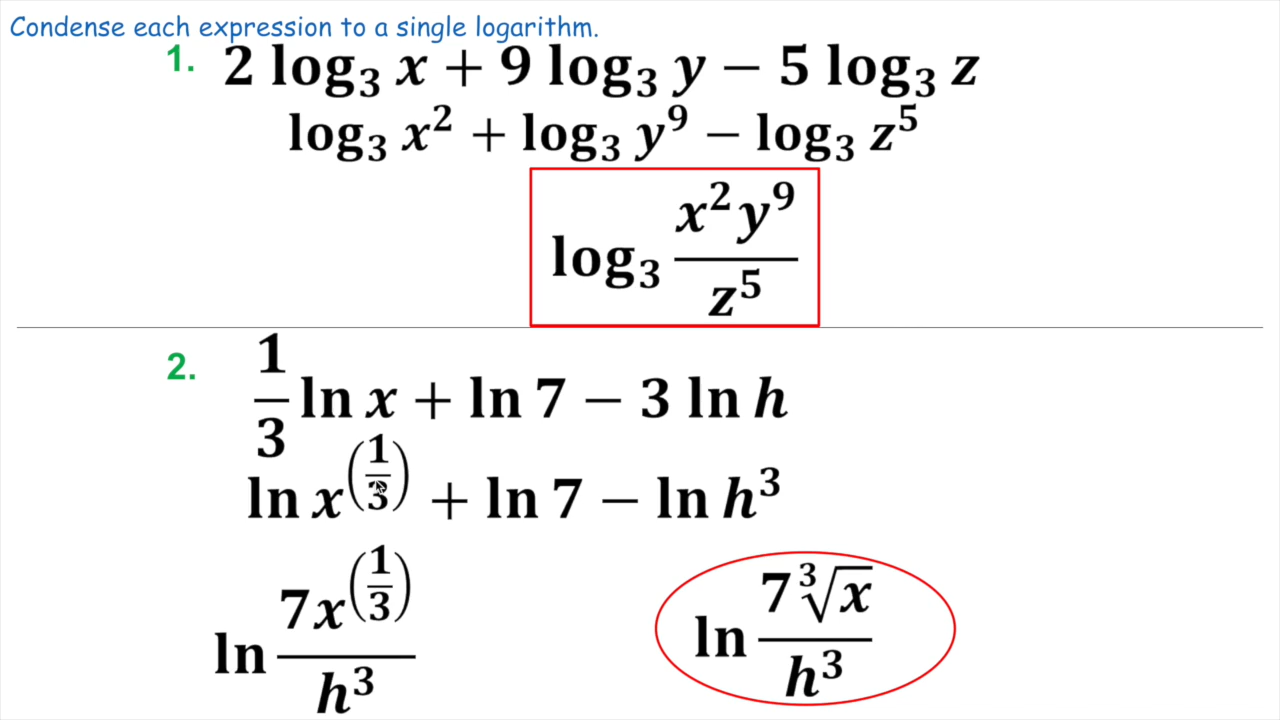 Condense each expression to a single logarithm.
1. 2 log₃ x + 9 log₃ y − 5 log₃ z
log₃ x² + log₃ y⁹ − log₃ z⁵
log₃ x²y⁹/z⁵
2. 1/3 ln x + ln 7 − 3 ln h
ln x^(1/3) + ln 7 − ln h³
ln 7x^(1/3)/h³
ln 7∛x/h³